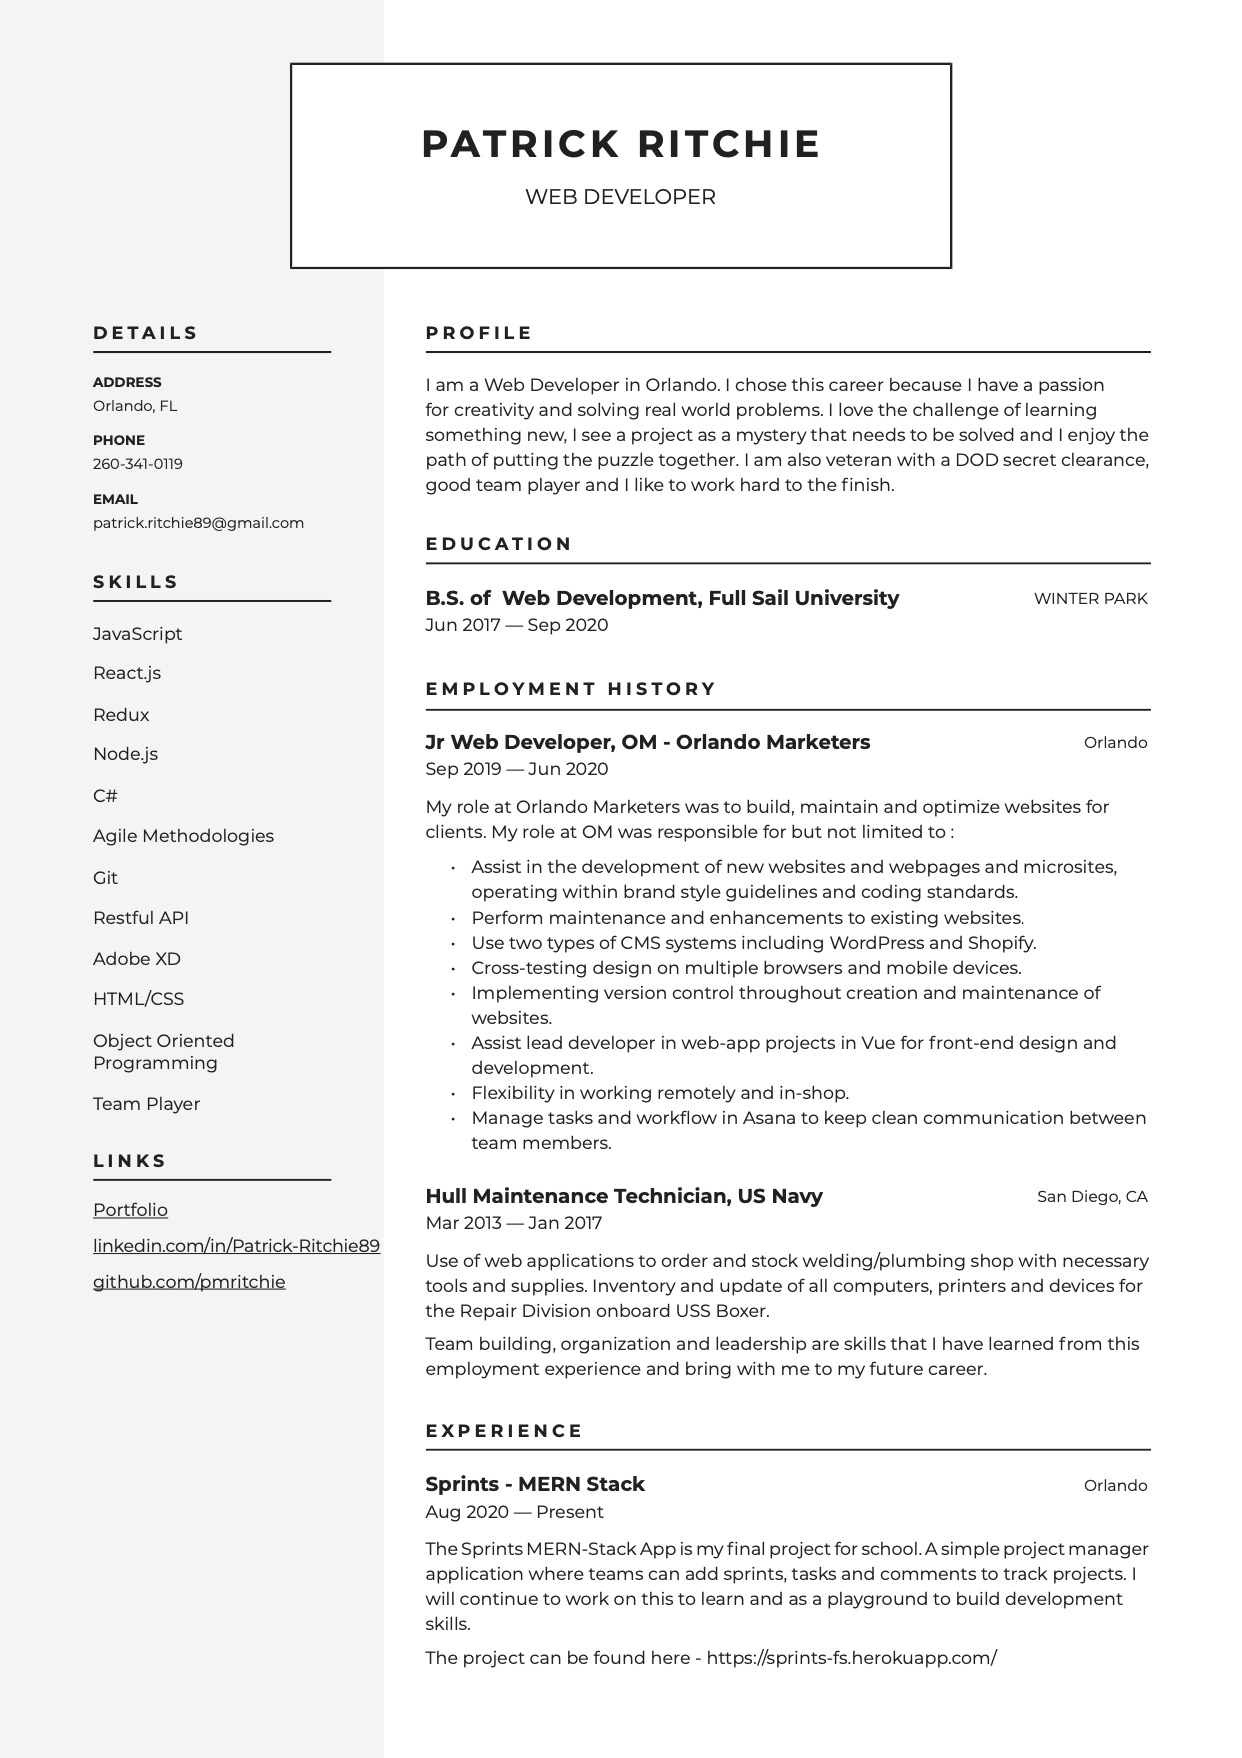 PATRICK RITCHIE
WEB DEVELOPER
DETAILS
ADDRESS
Orlando, FL
PHONE
260-341-0119
EMAIL
patrick.ritchie89@gmail.com
SKILLS
JavaScript
React.js
Redux
Node.js
C#
Agile Methodologies
Git
Restful API
Adobe XD
HTML/CSS
Object Oriented
Programming
Team Player
LINKS
Portfolio
linkedin.com/in/Patrick-Ritchie89
github.com/pmritchie
PROFILE
I am a Web Developer in Orlando. I chose this career because I have a passion
for creativity and solving real world problems. I love the challenge of learning
something new, I see a project as a mystery that needs to be solved and I enjoy the
path of putting the puzzle together. I am also veteran with a DOD secret clearance,
good team player and I like to work hard to the finish.
EDUCATION
B.S. of  Web Development, Full Sail University WINTER PARK
Jun 2017 — Sep 2020
EMPLOYMENT HISTORY
Jr Web Developer, OM - Orlando Marketers Orlando
Sep 2019 — Jun 2020
My role at Orlando Marketers was to build, maintain and optimize websites for
clients. My role at OM was responsible for but not limited to :
• Assist in the development of new websites and webpages and microsites,
operating within brand style guidelines and coding standards.
• Perform maintenance and enhancements to existing websites.
• Use two types of CMS systems including WordPress and Shopify.
• Cross-testing design on multiple browsers and mobile devices.
• Implementing version control throughout creation and maintenance of
websites.
• Assist lead developer in web-app projects in Vue for front-end design and
development.
• Flexibility in working remotely and in-shop.
• Manage tasks and workflow in Asana to keep clean communication between
team members.
Hull Maintenance Technician, US Navy San Diego, CA
Mar 2013 — Jan 2017
Use of web applications to order and stock welding/plumbing shop with necessary
tools and supplies. Inventory and update of all computers, printers and devices for
the Repair Division onboard USS Boxer.
Team building, organization and leadership are skills that I have learned from this
employment experience and bring with me to my future career.
EXPERIENCE
Sprints - MERN Stack Orlando
Aug 2020 — Present
The Sprints MERN-Stack App is my final project for school. A simple project manager
application where teams can add sprints, tasks and comments to track projects. I
will continue to work on this to learn and as a playground to build development
skills.
The project can be found here - https://sprints-fs.herokuapp.com/